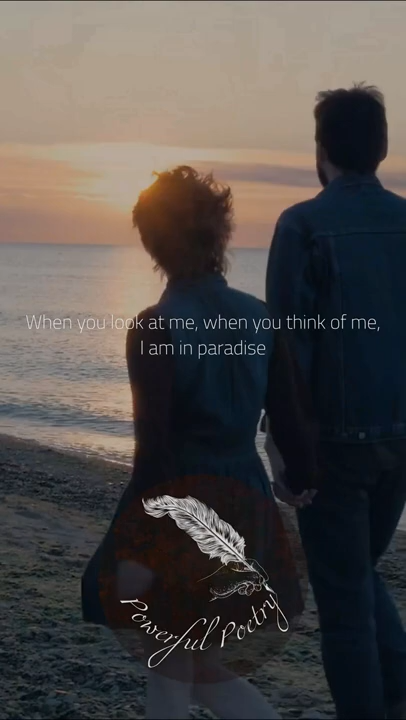 When you look at me, when you think of me,
I am in paradise
Powerful Poetry